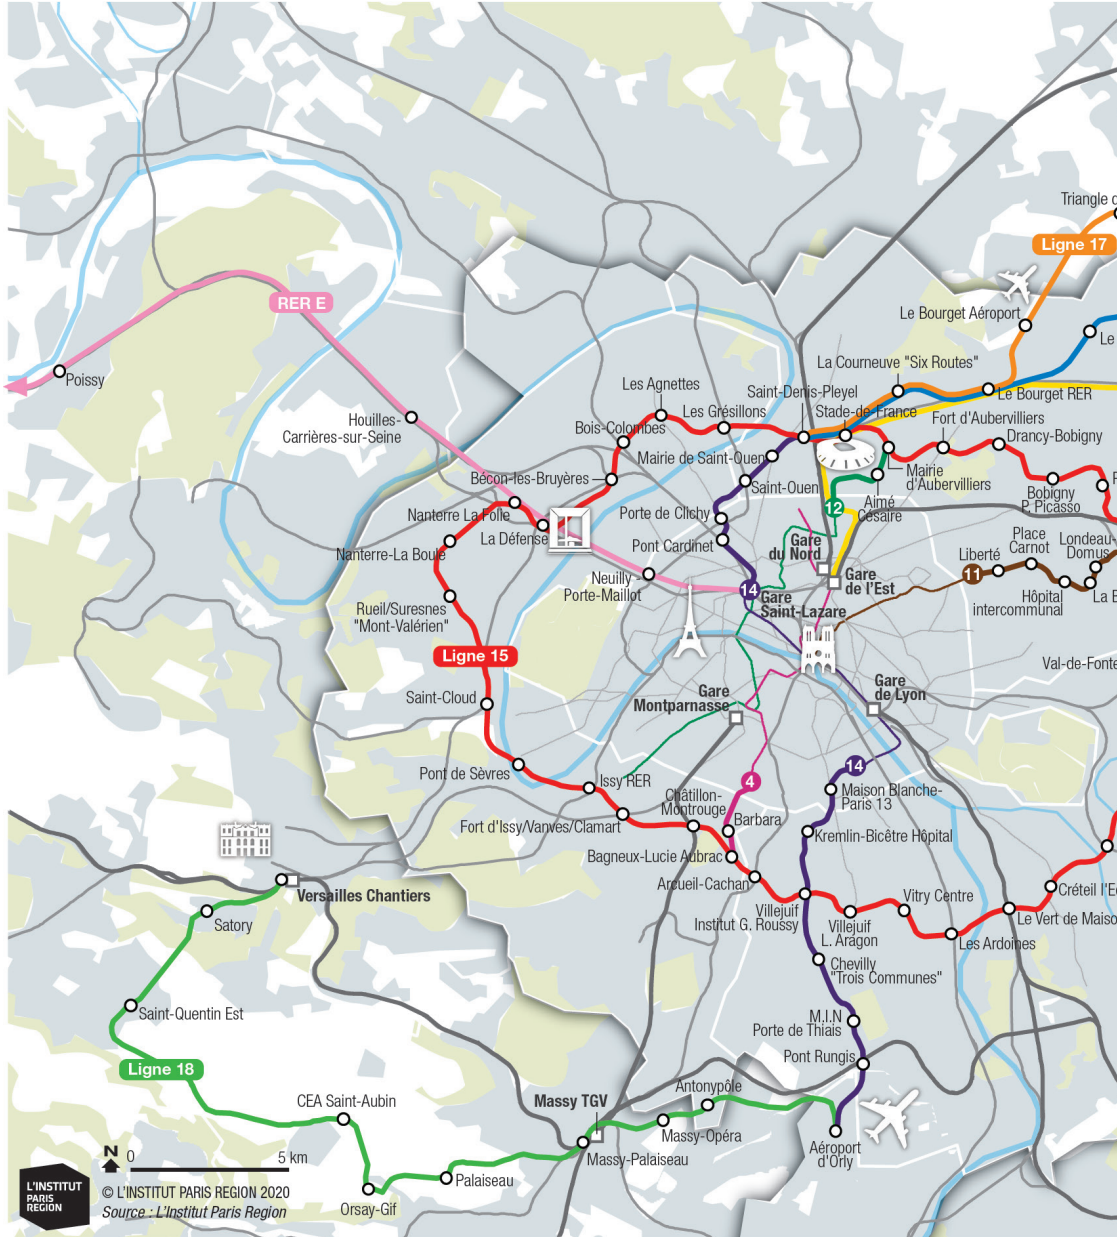 Triangle d
Ligne 17
RER E
Le Bourget Aéroport
Le
La Courneuve "Six Routes"
Poissy
Les Agnettes
Saint-Denis-Pleyel
Le Bourget RER
Houilles-
Carrières-sur-Seine
Les Grésillons
Stade-de-France
Fort d'Aubervilliers
Bois-Colombes
Drancy-Bobigny
Mairie de Saint-Ouen
Mairie
d'Aubervilliers
Bécon-les-Bruyères
Saint-Ouen
Aimé
Césaire
Bobigny
P. Picasso
Nanterre La Folie
Porte de Clichy
12
La Défense
Place
Carnot
Londeau-
Domus
Nanterre-La Boule
Pont Cardinet
Gare
du Nord
Liberté
11
Neuilly
Porte-Maillot
14
Gare
de l'Est
Hôpital
intercommunal
Gare
Saint-Lazare
Rueil/Suresnes
"Mont-Valérien"
Ligne 15
Val-de-Fonte
Saint-Cloud
Gare
Montparnasse
Gare
de Lyon
Pont de Sèvres
Issy RER
4
14
Maison Blanche-
Paris 13
Châtillon-
Montrouge
Barbara
Fort d'Issy/Vanves/Clamart
Kremlin-Bicêtre Hôpital
Bagneux-Lucie Aubrac
Arcueil-Cachan
Créteil l'E
Versailles Chantiers
Villejuif
Institut G. Roussy
Vitry Centre
Villejuif
L. Aragon
Le Vert de Maiso
Satory
Les Ardoines
Chevilly
"Trois Communes"
Saint-Quentin Est
M.I.N
Porte de Thiais
Pont Rungis
Ligne 18
CEA Saint-Aubin
Massy TGV
Antonypôle
Massy-Opéra
Aéroport
d'Orly
Massy-Palaiseau
Palaiseau
Orsay-Gif
N
0 5 km
L'INSTITUT
PARIS
REGION
© L'INSTITUT PARIS REGION 2020
Source : L'Institut Paris Region